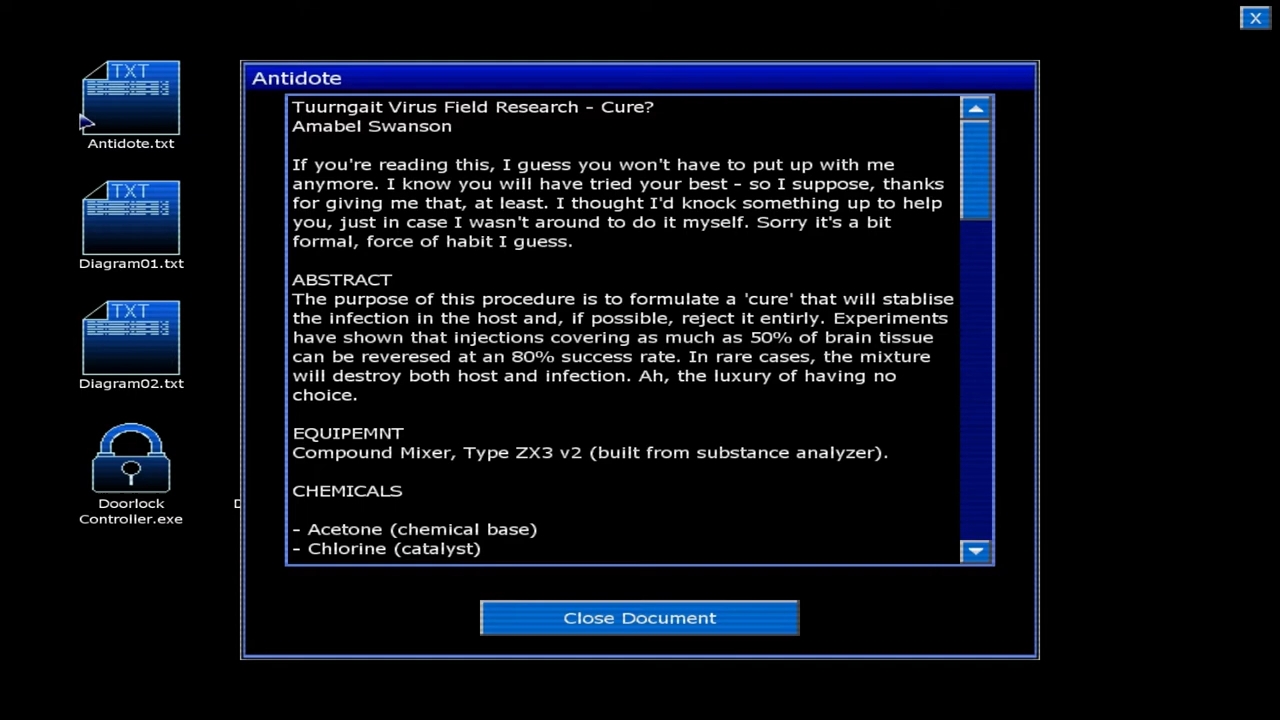 X
TXT
Antidote.txt
TXT
Diagram01.txt
TXT
Diagram02.txt
Doorlock
Controller.exe
D
Antidote
Tuurngait Virus Field Research - Cure?
Amabel Swanson
If you're reading this, I guess you won't have to put up with me
anymore. I know you will have tried your best - so I suppose, thanks
for giving me that, at least. I thought I'd knock something up to help
you, just in case I wasn't around to do it myself. Sorry it's a bit
formal, force of habit I guess.
ABSTRACT
The purpose of this procedure is to formulate a 'cure' that will stablise
the infection in the host and, if possible, reject it entirly. Experiments
have shown that injections covering as much as 50% of brain tissue
can be reveresed at an 80% success rate. In rare cases, the mixture
will destroy both host and infection. Ah, the luxury of having no
choice.
EQUIPEMNT
Compound Mixer, Type ZX3 v2 (built from substance analyzer).
CHEMICALS
- Acetone (chemical base)
- Chlorine (catalyst)
Close Document